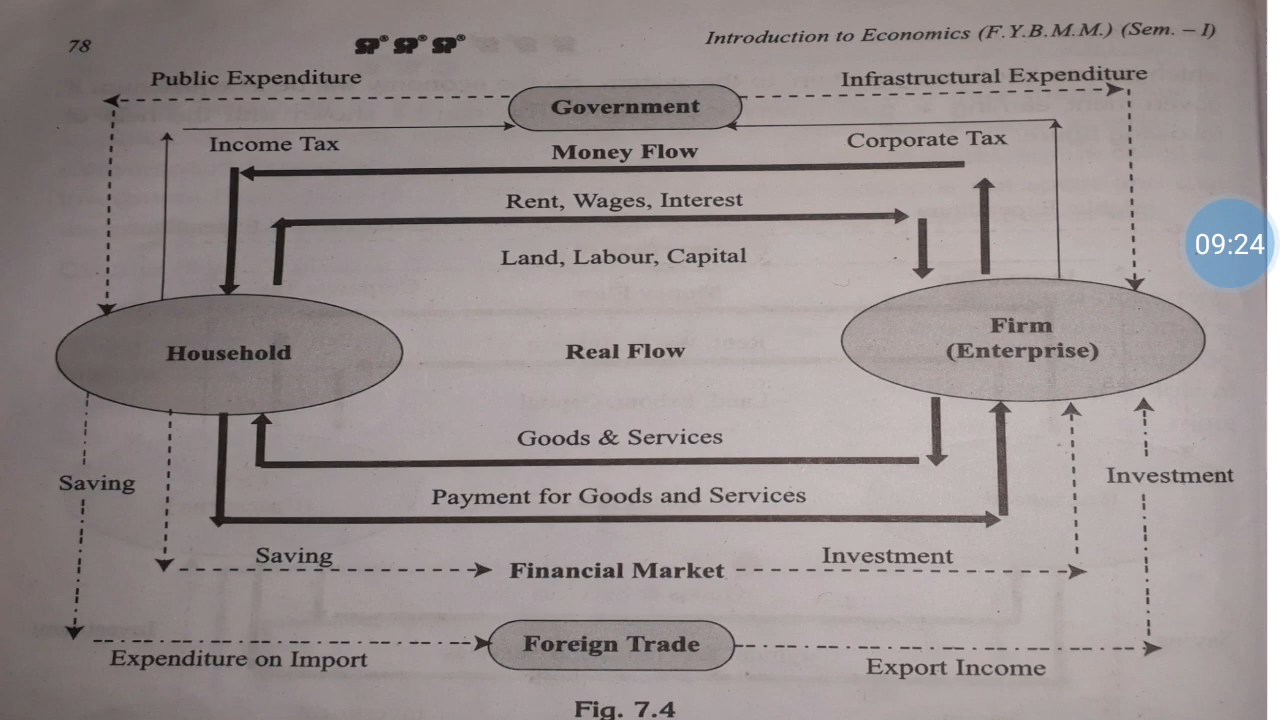 78
Introduction to Economics (F.Y.B.M.M.) (Sem. – I)
Public Expenditure
Infrastructural Expenditure
Government
Income Tax
Corporate Tax
Money Flow
Rent, Wages, Interest
Land, Labour, Capital
09:24
Household
Real Flow
Firm
(Enterprise)
Goods & Services
Saving
Investment
Payment for Goods and Services
Saving
Investment
Financial Market
Foreign Trade
Expenditure on Import
Export Income
Fig. 7.4